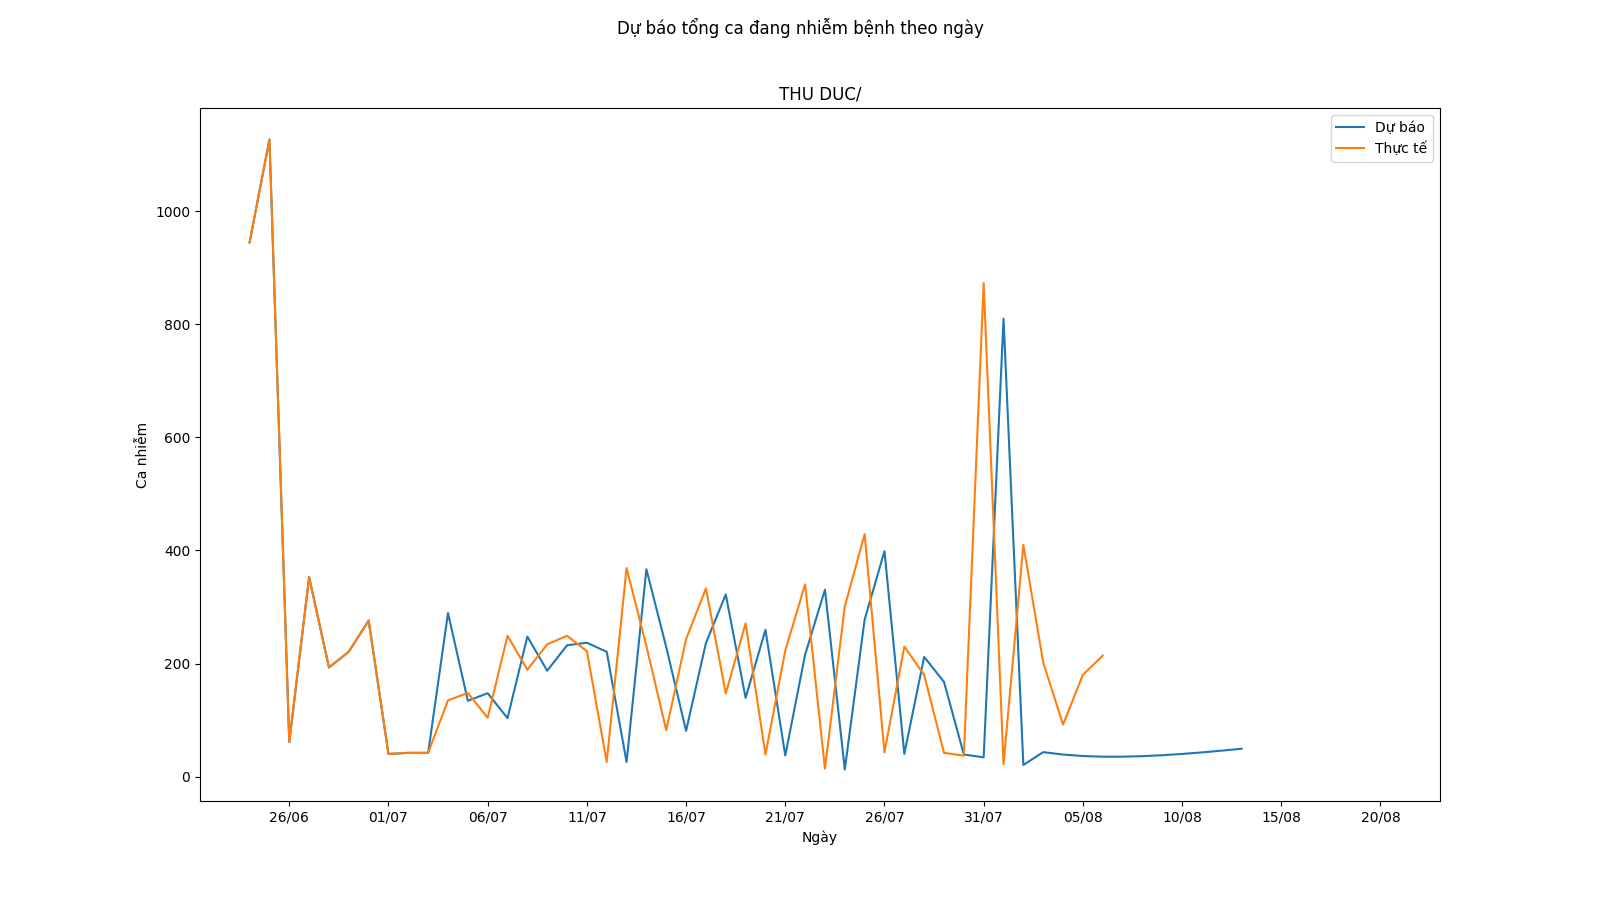 Dự báo tổng ca đang nhiễm bệnh theo ngày
THU DUC/
Dự báo
Thực tế
1000
800
600
400
200
0
Ca nhiễm
26/06 01/07 06/07 11/07 16/07 21/07 26/07 31/07 05/08 10/08 15/08 20/08
Ngày